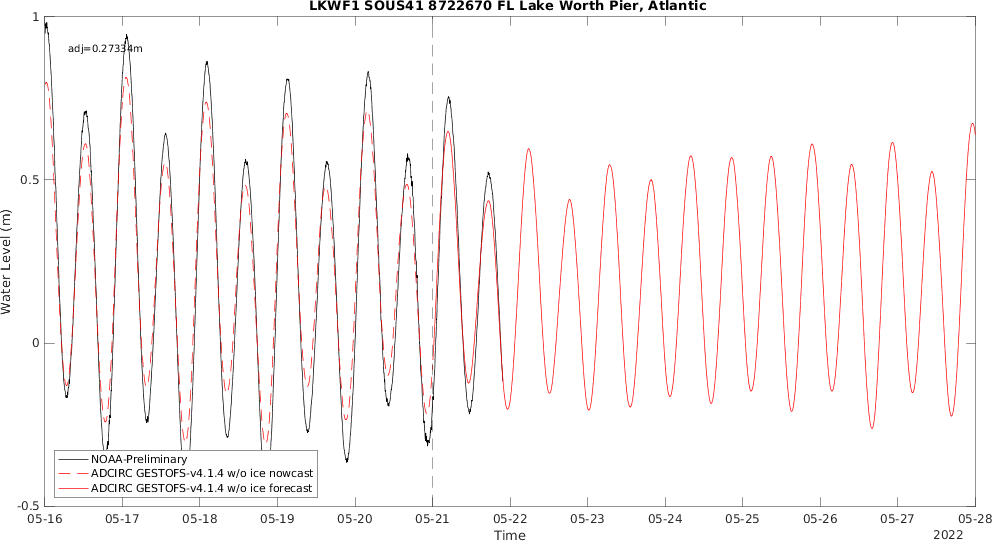 LKWF1 SOUS41 8722670 FL Lake Worth Pier, Atlantic
1
adj=0.27334m
0.5
Water Level (m)
0
NOAA-Preliminary
ADCIRC GESTOFS-v4.1.4 w/o ice nowcast
ADCIRC GESTOFS-v4.1.4 w/o ice forecast
-0.5
05-16 05-17 05-18 05-19 05-20 05-21 05-22 05-23 05-24 05-25 05-26 05-27 05-28
Time
2022